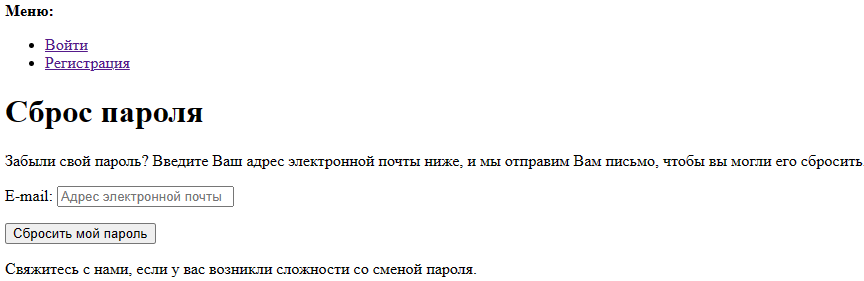 Меню:
Войти
Регистрация
Сброс пароля
Забыли свой пароль? Введите Ваш адрес электронной почты ниже, и мы отправим Вам письмо, чтобы вы могли его сбросить
E-mail: Адрес электронной почты
Сбросить мой пароль
Свяжитесь с нами, если у вас возникли сложности со сменой пароля.